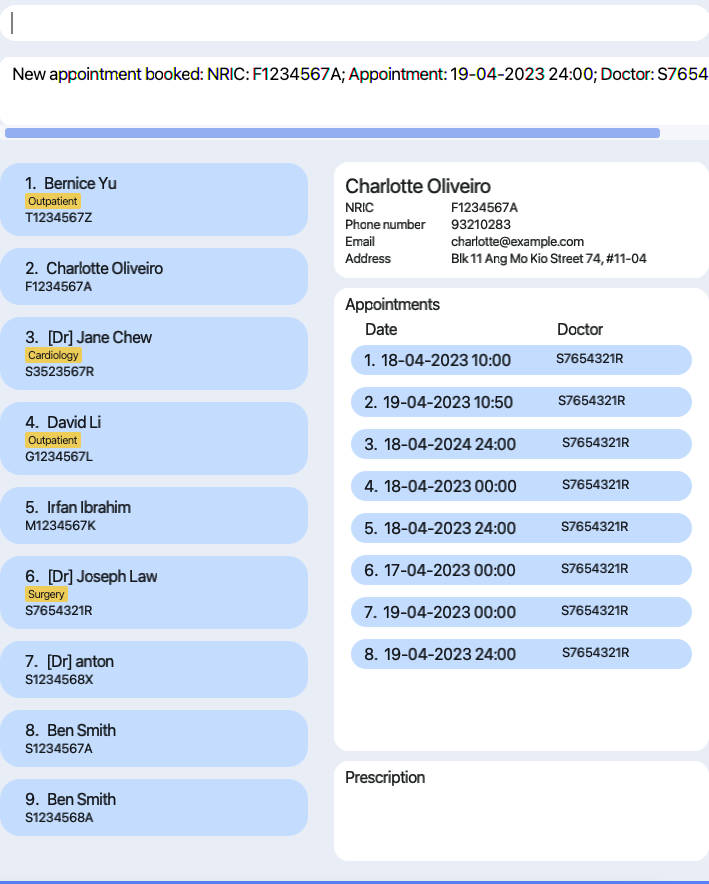 New appointment booked: NRIC: F1234567A; Appointment: 19-04-2023 24:00; Doctor: S7654
1. Bernice Yu
Outpatient
T1234567Z
2. Charlotte Oliveiro
F1234567A
3. [Dr] Jane Chew
Cardiology
S3523567R
4. David Li
Outpatient
G1234567L
5. Irfan Ibrahim
M1234567K
6. [Dr] Joseph Law
Surgery
S7654321R
7. [Dr] anton
S1234568X
8. Ben Smith
S1234567A
9. Ben Smith
S1234568A
Charlotte Oliveiro
NRIC F1234567A
Phone number 93210283
Email charlotte@example.com
Address Blk 11 Ang Mo Kio Street 74, #11-04
Appointments
Date Doctor
1. 18-04-2023 10:00 S7654321R
2. 19-04-2023 10:50 S7654321R
3. 18-04-2024 24:00 S7654321R
4. 18-04-2023 00:00 S7654321R
5. 18-04-2023 24:00 S7654321R
6. 17-04-2023 00:00 S7654321R
7. 19-04-2023 00:00 S7654321R
8. 19-04-2023 24:00 S7654321R
Prescription